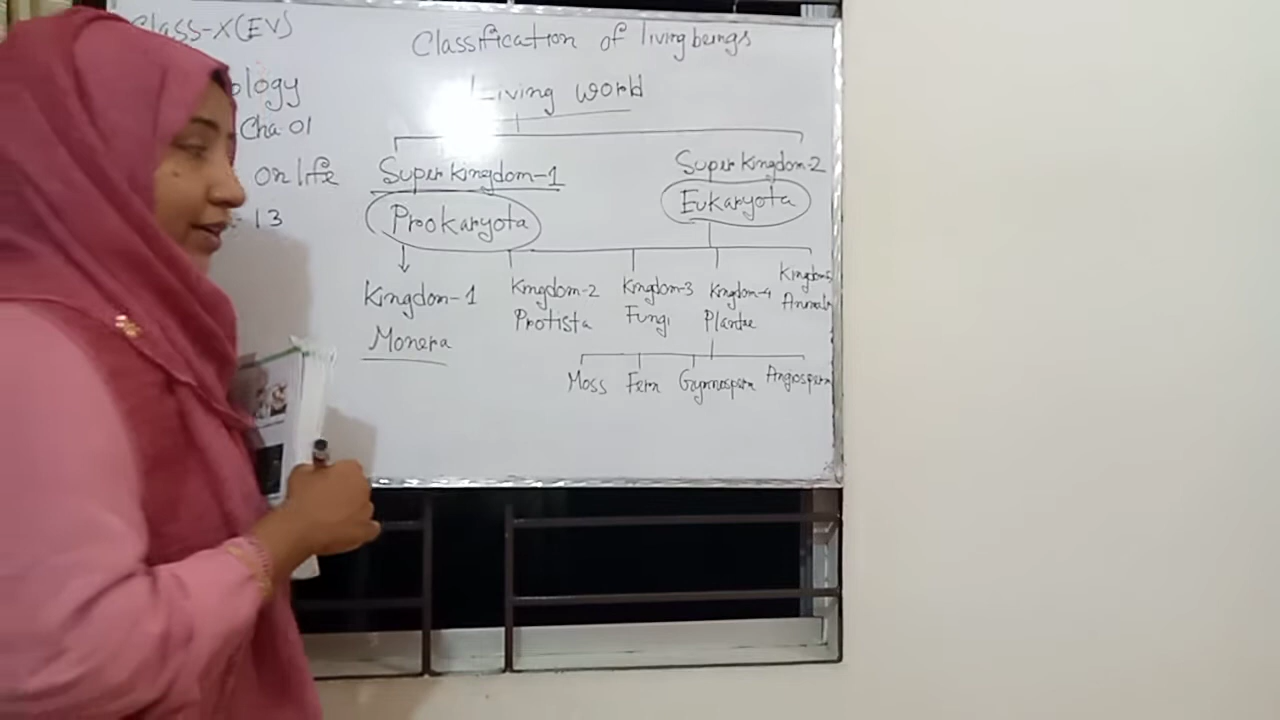 Class-X(EV)
ology
Cha 01
on life
- 13
Classification of living beings
Living world
Super kingdom-1
Prokaryota
Super kingdom-2
Eukaryota
Kingdom-1
Monera
Kingdom-2
Protista
Kingdom-3
Fungi
Kingdom-4
Plantae
Kingdom-5
Animalia
Moss Fern Gymnosperm Angiosperm